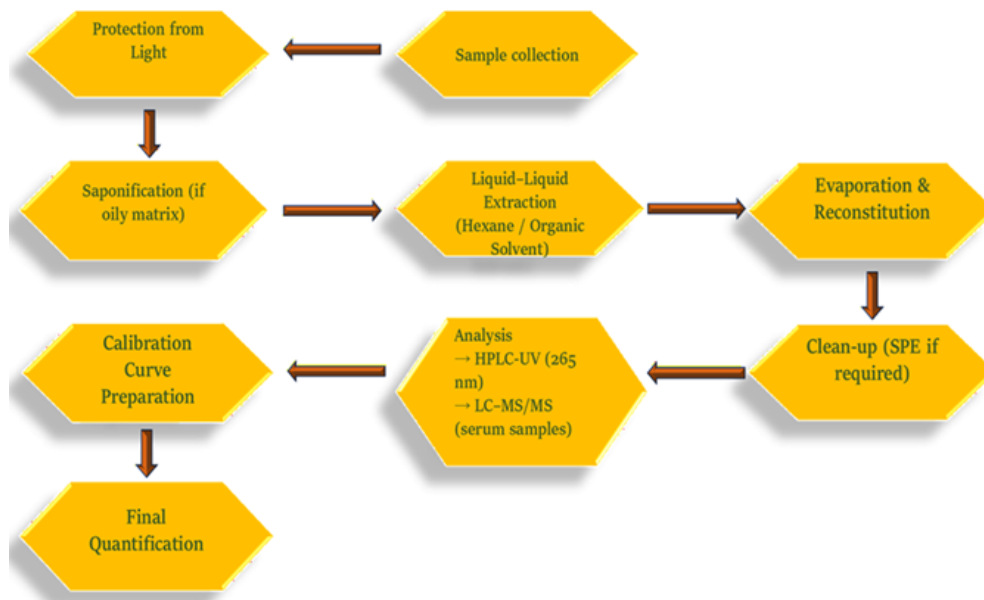 Protection from
Light
Sample collection
Saponification (if
oily matrix)
Liquid–Liquid
Extraction
(Hexane / Organic
Solvent)
Evaporation &
Reconstitution
Calibration
Curve
Preparation
Analysis
→ HPLC-UV (265
nm)
→ LC–MS/MS
(serum samples)
Clean-up (SPE if
required)
Final
Quantification